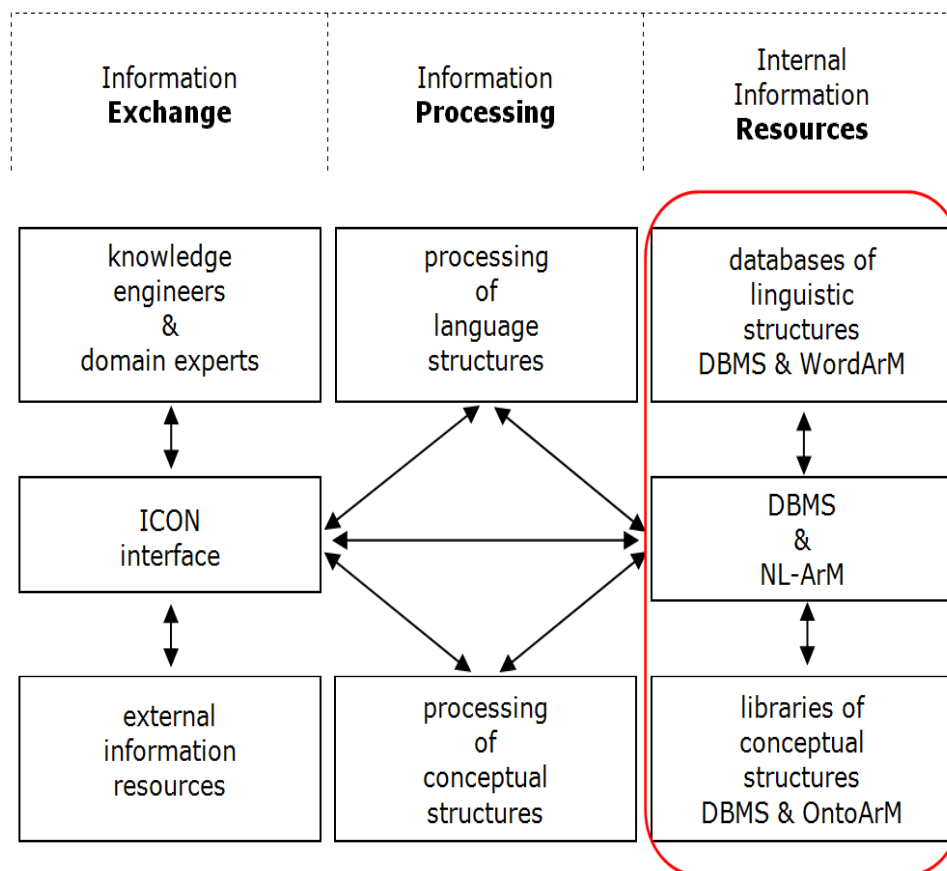 Information
Exchange
Information
Processing
Internal
Information
Resources
knowledge
engineers
&
domain experts
processing
of
language
structures
databases of
linguistic
structures
DBMS & WordArM
ICON
interface
DBMS
&
NL-ArM
external
information
resources
processing
of
conceptual
structures
libraries of
conceptual
structures
DBMS & OntoArM